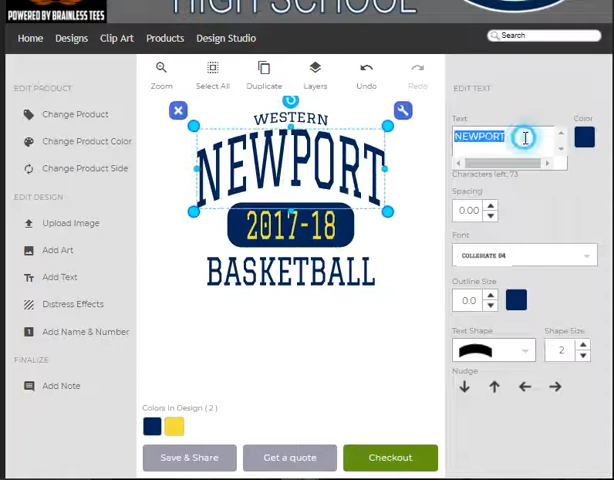 HIGH SCHOOL
POWERED BY BRAINLESS TEES
Home Designs Clip Art Products Design Studio
Search
EDIT PRODUCT
Change Product
Change Product Color
Change Product Side
EDIT DESIGN
Upload Image
Add Art
Add Text
Distress Effects
Add Name & Number
FINALIZE
Add Note
Zoom Select All Duplicate Layers Undo Redo
WESTERN
NEWPORT
2017-18
BASKETBALL
Colors in Design ( 2 )
Save & Share Get a quote Checkout
EDIT TEXT
Text Color
NEWPORT
Characters left: 73
Spacing
0.00
Font
COLLEGIATE 04
Outline Size
0.0
Text Shape Shape Size
2
Nudge